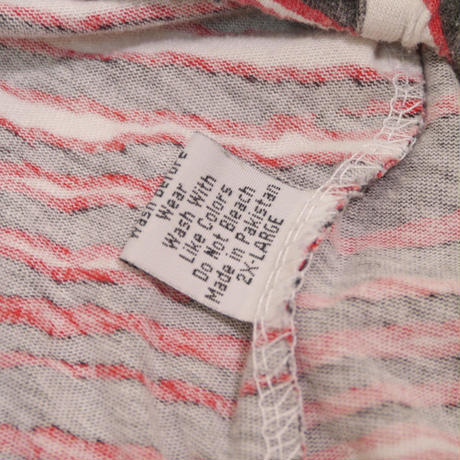 Wash Before
Wear
Wash With
Like Colors
Do Not Bleach
Made in Pakistan
2X-LARGE